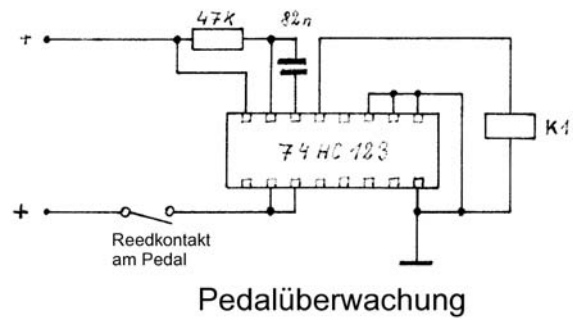 47K
82n
+
74 HC 123
K1
+
Reedkontakt
am Pedal
Pedalüberwachung